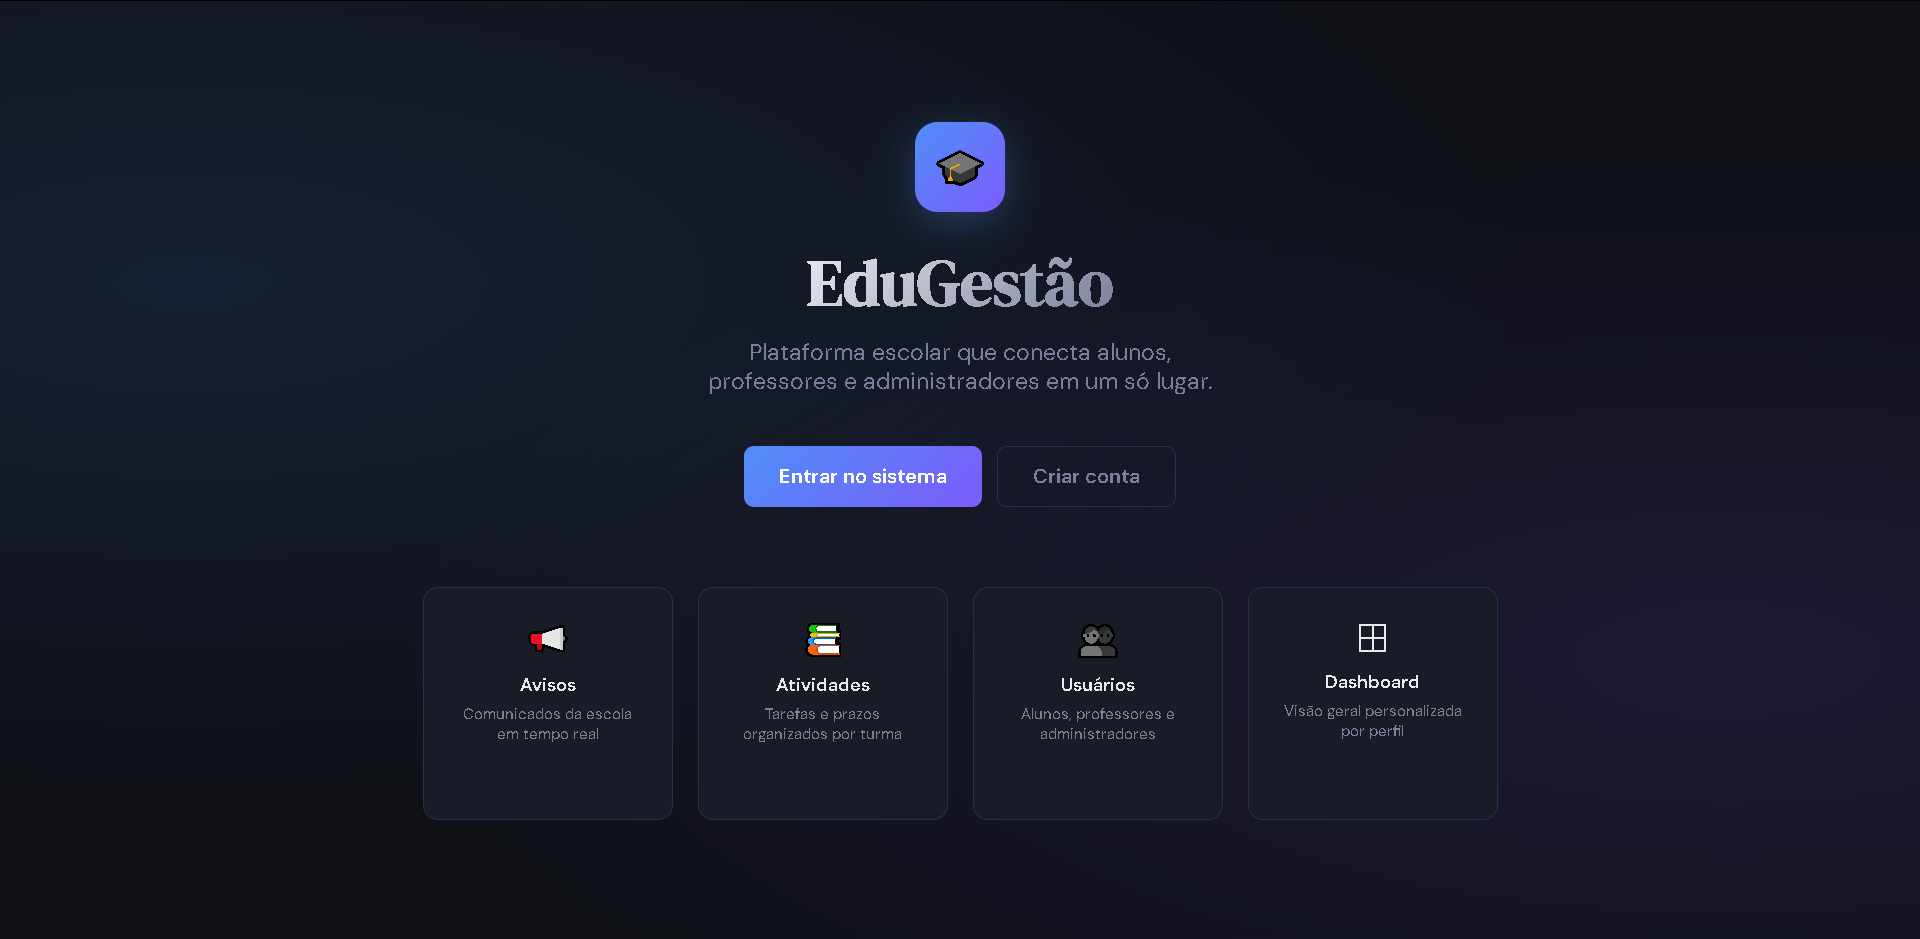 EduGestão
Plataforma escolar que conecta alunos,
professores e administradores em um só lugar.
Entrar no sistema
Criar conta
Avisos
Comunicados da escola
em tempo real
Atividades
Tarefas e prazos
organizados por turma
Usuários
Alunos, professores e
administradores
Dashboard
Visão geral personalizada
por perfil